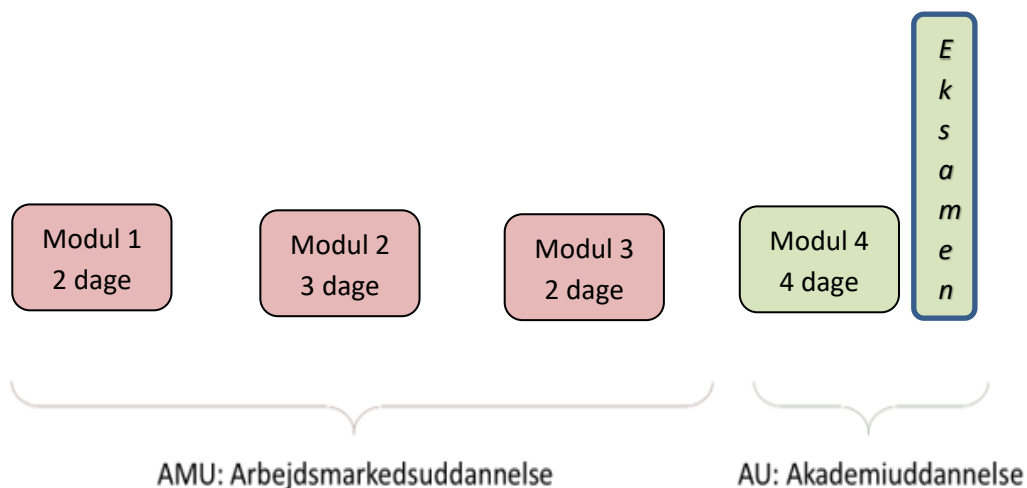 Modul 1
2 dage
Modul 2
3 dage
Modul 3
2 dage
Modul 4
4 dage
Eksamen
AMU: Arbejdsmarkedsuddannelse
AU: Akademiuddannelse